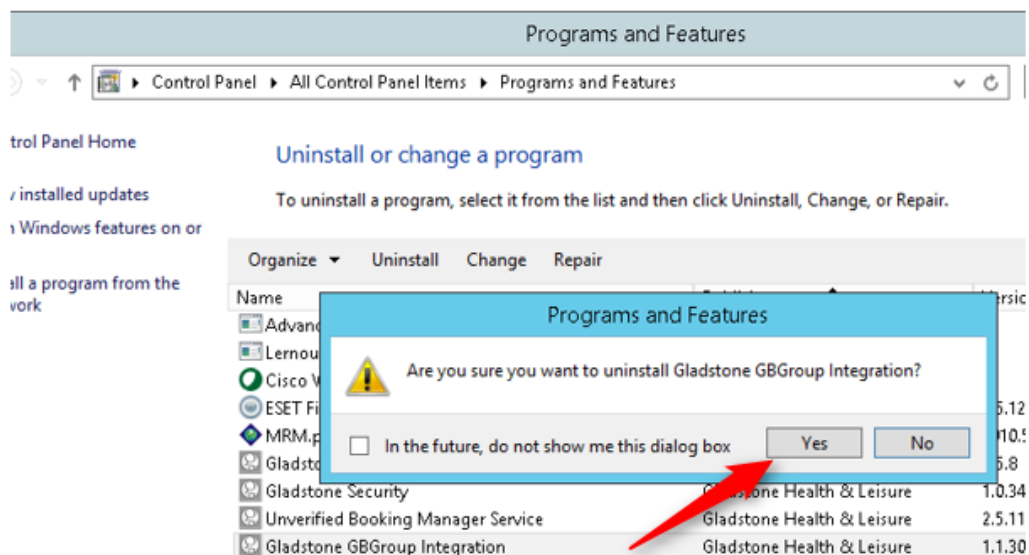 Programs and Features
Control Panel All Control Panel Items Programs and Features
trol Panel Home
Uninstall or change a program
installed updates
To uninstall a program, select it from the list and then click Uninstall, Change, or Repair.
Windows features on or
Organize Uninstall Change Repair
all a program from the
work
Name
Programs and Features
Advanc
Lernou
Are you sure you want to uninstall Gladstone GBGroup Integration?
Cisco V
ESET Fi
5.12
MRM.p
In the future, do not show me this dialog box Yes No
010.5
Gladsto
5.8
Gladstone Security Gladstone Health & Leisure 1.0.34
Unverified Booking Manager Service Gladstone Health & Leisure 2.5.11
Gladstone GBGroup Integration Gladstone Health & Leisure 1.1.30